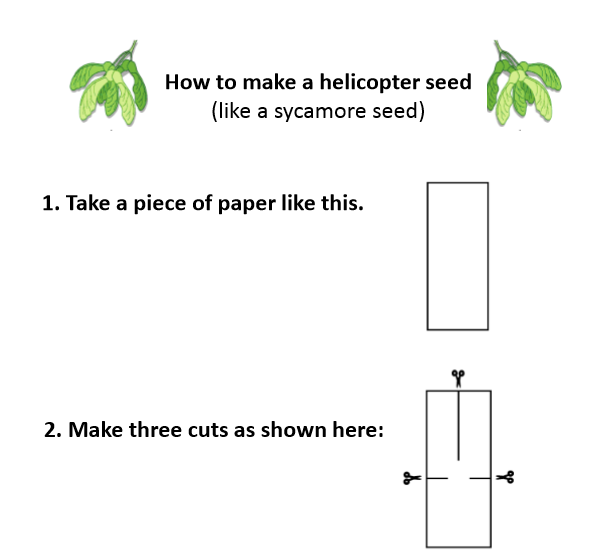 How to make a helicopter seed
(like a sycamore seed)
1. Take a piece of paper like this.
2. Make three cuts as shown here: